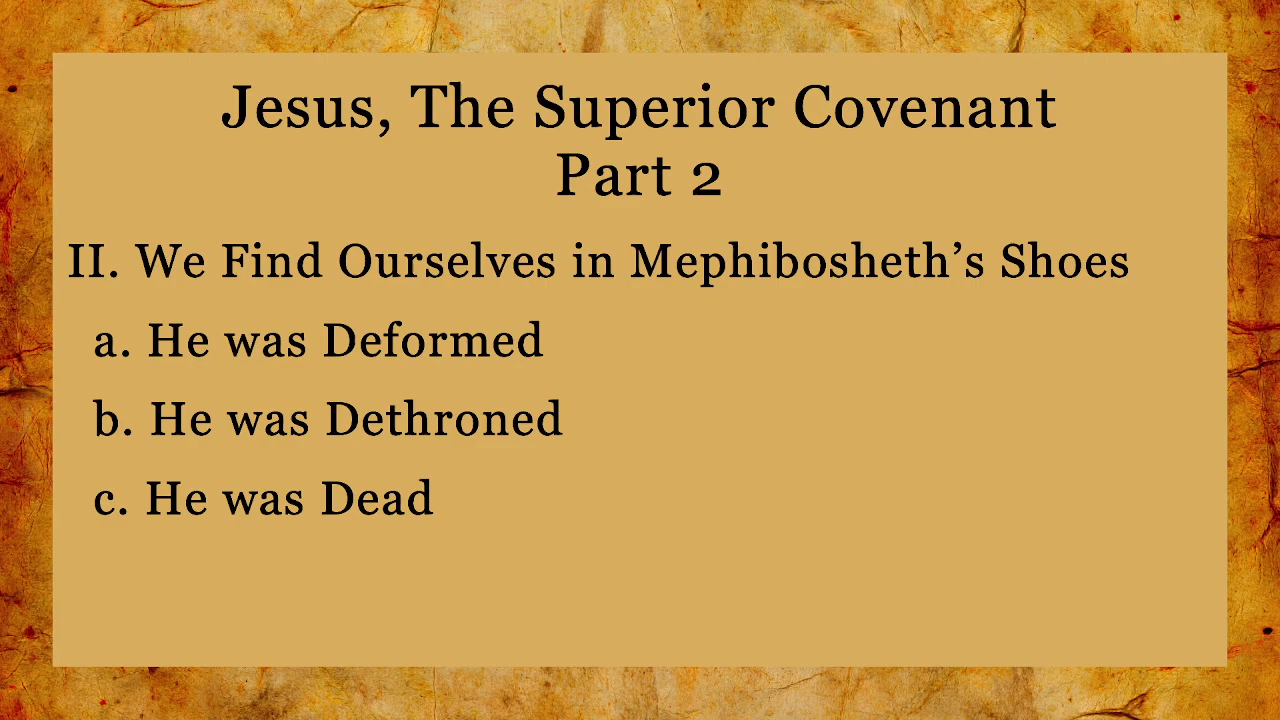 Jesus, The Superior Covenant
Part 2
II. We Find Ourselves in Mephibosheth’s Shoes
a. He was Deformed
b. He was Dethroned
c. He was Dead